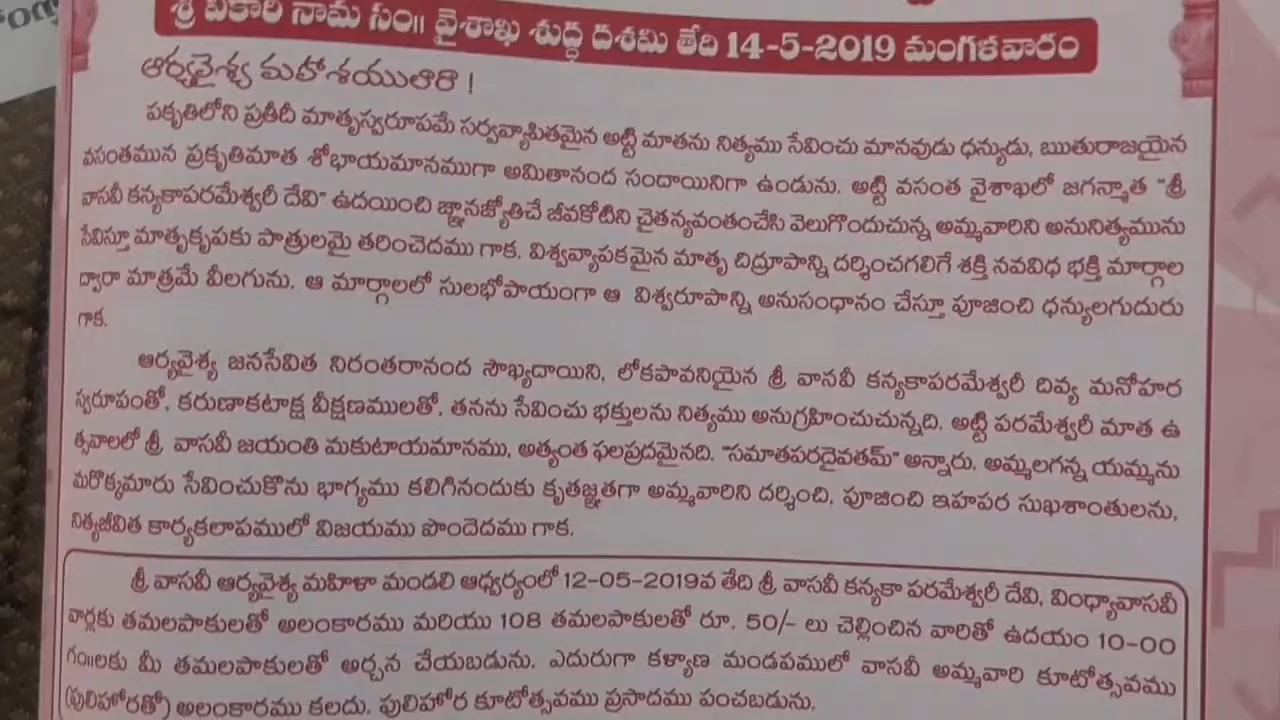 శ్రీ వికారి నామ సం॥ వైశాఖ శుద్ధ దశమి తేది 14-5-2019 మంగళవారం
ఆర్యవైశ్య మహాశయులారా !
పకృతిలోని ప్రతీదీ మాతృస్వరూపమే సర్వవ్యాపితమైన అట్టి మాతను నిత్యము సేవించు మానవుడు ధన్యుడు, ఋతురాజయైన
వసంతమున ప్రకృతిమాత శోభాయమానముగా అమితానంద సందాయినిగా ఉండును. అట్టి వసంత వైశాఖలో జగన్మాత "శ్రీ
వాసవీ కన్యకాపరమేశ్వరీ దేవి" ఉదయించి జ్ఞానజ్యోతిచే జీవకోటిని చైతన్యవంతంచేసి వెలుగొందుచున్న అమ్మవారిని అనునిత్యమును
సేవిస్తూ మాతృకృపకు పాత్రులమై తరించెదము గాక. విశ్వవ్యాపకమైన మాతృ చిద్రూపాన్ని దర్శించగలిగే శక్తి నవవిధ భక్తి మార్గాల
ద్వారా మాత్రమే వీలగును. ఆ మార్గాలలో సులభోపాయంగా ఆ విశ్వరూపాన్ని అనుసంధానం చేస్తూ పూజించి ధన్యులగుదురు
గాక.
ఆర్యవైశ్య జనసేవిత నిరంతరానంద సౌఖ్యదాయిని, లోకపావనియైన శ్రీ వాసవీ కన్యకాపరమేశ్వరీ దివ్య మనోహర
స్వరూపంతో, కరుణాకటాక్ష వీక్షణములతో, తనను సేవించు భక్తులను నిత్యము అనుగ్రహించుచున్నది. అట్టి పరమేశ్వరీ మాత ఉ
త్సవాలలో శ్రీ వాసవీ జయంతి మకుటాయమానము, అత్యంత ఫలప్రదమైనది. "సమాతపరదైవతమ్" అన్నారు. అమ్మలగన్న యమ్మను
మరొక్కమారు సేవించుకొను భాగ్యము కలిగినందుకు కృతజ్ఞతగా అమ్మవారిని దర్శించి, పూజించి ఇహపర సుఖశాంతులను,
నిత్యజీవిత కార్యకలాపములో విజయము పొందెదము గాక.
శ్రీ వాసవీ ఆర్యవైశ్య మహిళా మండలి ఆధ్వర్యంలో 12-05-2019వ తేది శ్రీ వాసవీ కన్యకా పరమేశ్వరీ దేవి, వింధ్యావాసవీ
వార్లకు తమలపాకులతో అలంకారము మరియు 108 తమలపాకులతో రూ. 50/- లు చెల్లించిన వారితో ఉదయం 10-00
గం॥లకు మీ తమలపాకులతో అర్చన చేయబడును. ఎదురుగా కళ్యాణ మండపములో వాసవీ అమ్మవారి కూటోత్సవము
(పులిహోరతో) అలంకారము కలదు. పులిహోర కూటోత్సవము ప్రసాదము పంచబడును.